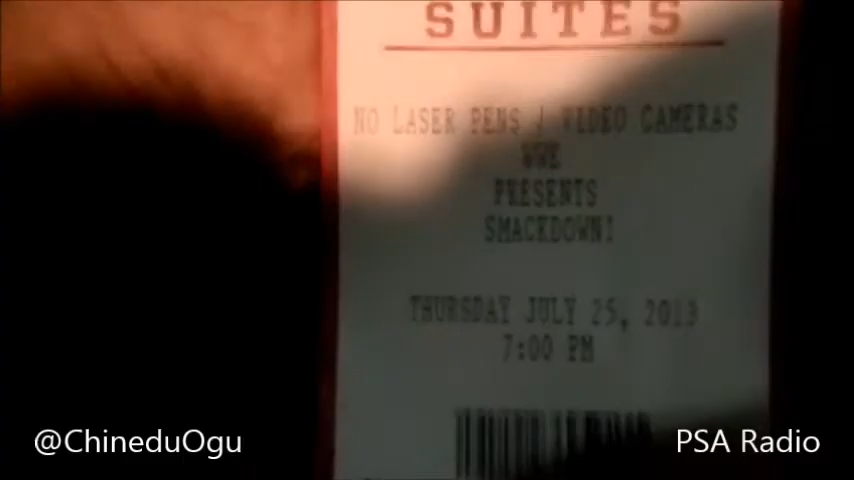 SUITES
NO LASER PENS / VIDEO CAMERAS
WWE
PRESENTS
SMACKDOWN!
THURSDAY JULY 25, 2013
7:00 PM
@ChineduOgu
PSA Radio